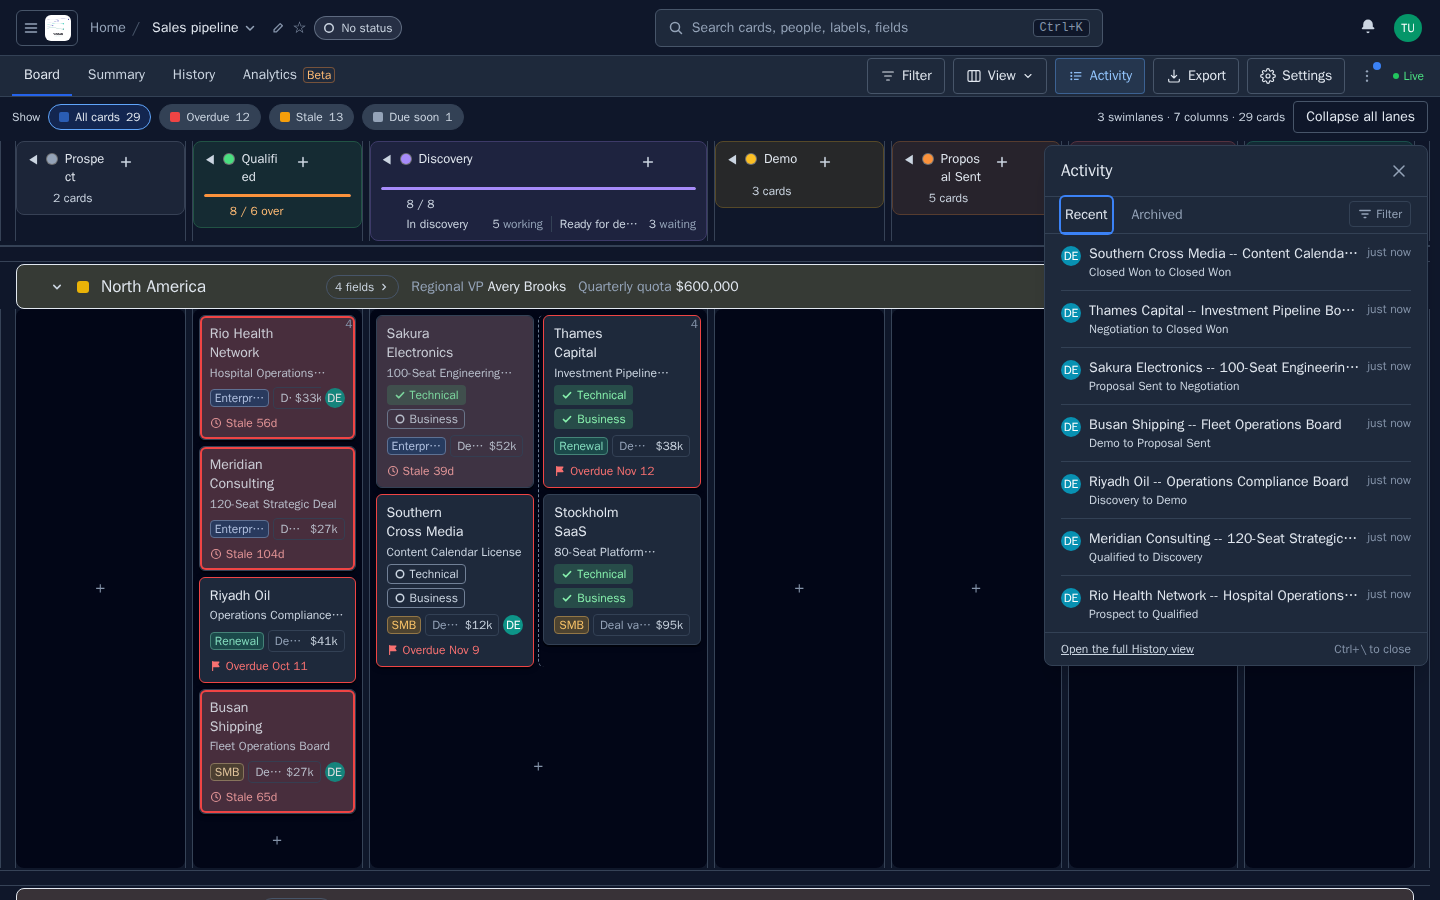 Home / Sales pipeline No status Search cards, people, labels, fields Ctrl+K TU
Board Summary History Analytics Beta Filter View Activity Export Settings Live
Show All cards 29 Overdue 12 Stale 13 Due soon 1 3 swimlanes · 7 columns · 29 cards Collapse all lanes
Prospe
ct
2 cards
Qualifi
ed
8 / 6 over
Discovery
8 / 8
In discovery 5 working Ready for de··· 3 waiting
Demo
3 cards
Propos
al Sent
5 cards
North America 4 fields Regional VP Avery Brooks Quarterly quota $600,000
4
Rio Health
Network
Hospital Operations···
Enterpr··· D· $33k DE
Stale 56d
Meridian
Consulting
120-Seat Strategic Deal
Enterpr··· D··· $27k
Stale 104d
Riyadh Oil
Operations Compliance···
Renewal De··· $41k
Overdue Oct 11
Busan
Shipping
Fleet Operations Board
SMB De··· $27k DE
Stale 65d
Sakura
Electronics
100-Seat Engineering···
Technical
Business
Enterpr··· De··· $52k
Stale 39d
Southern
Cross Media
Content Calendar License
Technical
Business
SMB De··· $12k DE
Overdue Nov 9
4
Thames
Capital
Investment Pipeline···
Technical
Business
Renewal De··· $38k
Overdue Nov 12
Stockholm
SaaS
80-Seat Platform···
Technical
Business
SMB Deal va··· $95k
Activity
Recent Archived Filter
DE Southern Cross Media -- Content Calenda··· just now
Closed Won to Closed Won
DE Thames Capital -- Investment Pipeline Bo··· just now
Negotiation to Closed Won
DE Sakura Electronics -- 100-Seat Engineerin··· just now
Proposal Sent to Negotiation
DE Busan Shipping -- Fleet Operations Board just now
Demo to Proposal Sent
DE Riyadh Oil -- Operations Compliance Board just now
Discovery to Demo
DE Meridian Consulting -- 120-Seat Strategic··· just now
Qualified to Discovery
DE Rio Health Network -- Hospital Operations··· just now
Prospect to Qualified
Open the full History view Ctrl+\ to close